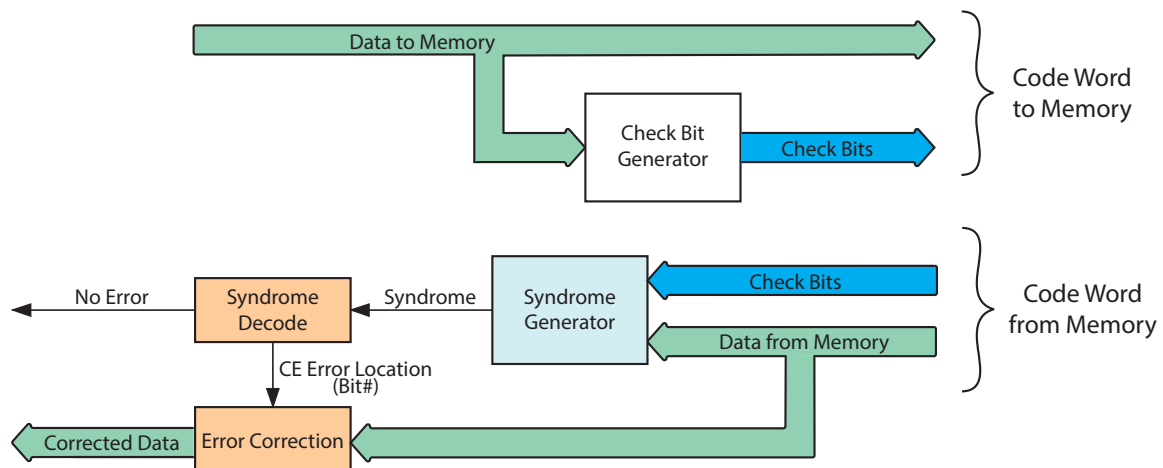 Data to Memory
Code Word
to Memory
Check Bit
Generator
Check Bits
Check Bits
Code Word
from Memory
No Error
Syndrome
Decode
Syndrome
Syndrome
Generator
Data from Memory
CE Error Location
(Bit#)
Corrected Data
Error Correction